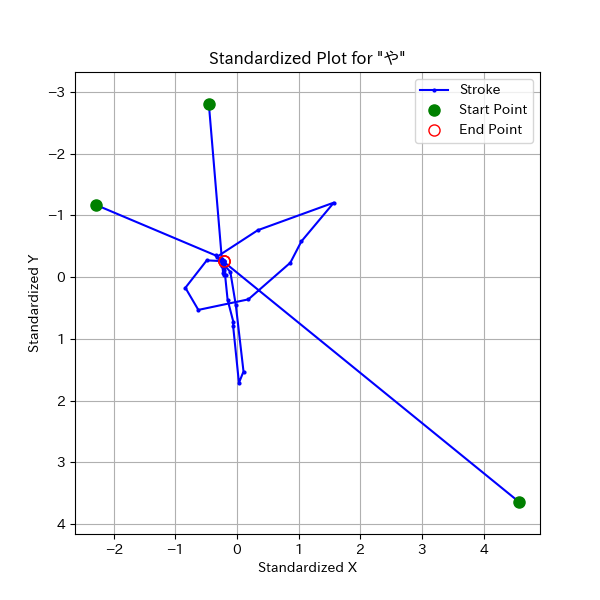 Standardized Plot for "や"
Stroke
Start Point
End Point
Standardized Y
−3
−2
−1
0
1
2
3
4
−2 −1 0 1 2 3 4
Standardized X